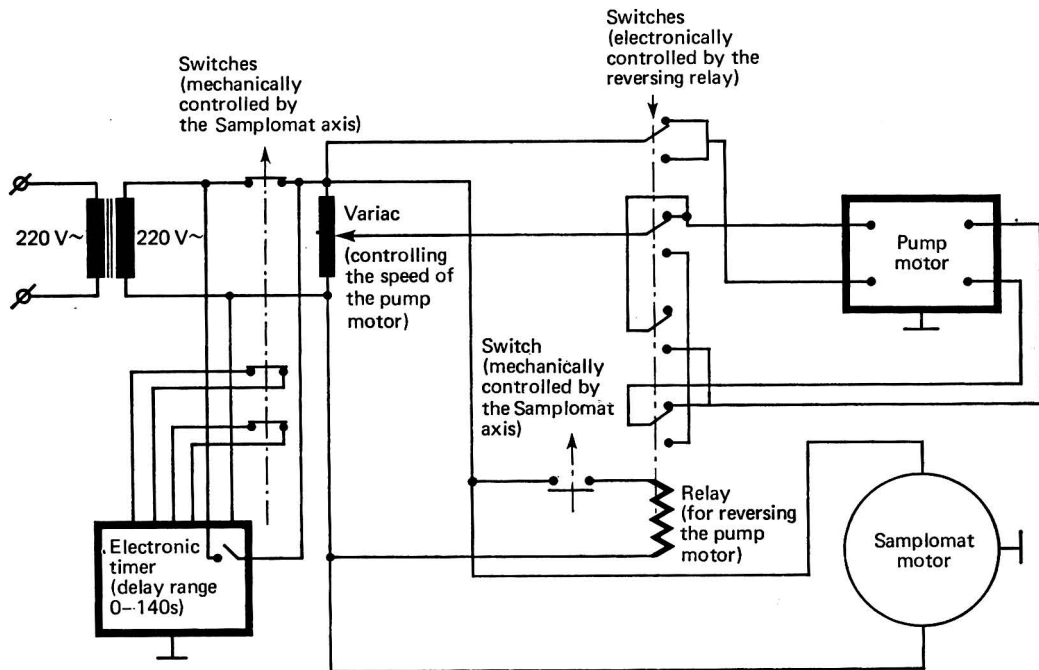 Switches
(electronically
controlled by the
reversing relay)
Switches
(mechanically
controlled by
the Samplomat axis)
220 V~
220 V~
Variac
(controlling
the speed of
the pump
motor)
Pump
motor
Switch
(mechanically
controlled by
the Samplomat
axis)
Relay
(for reversing
the pump
motor)
Samplomat
motor
Electronic
timer
(delay range
0–140s)